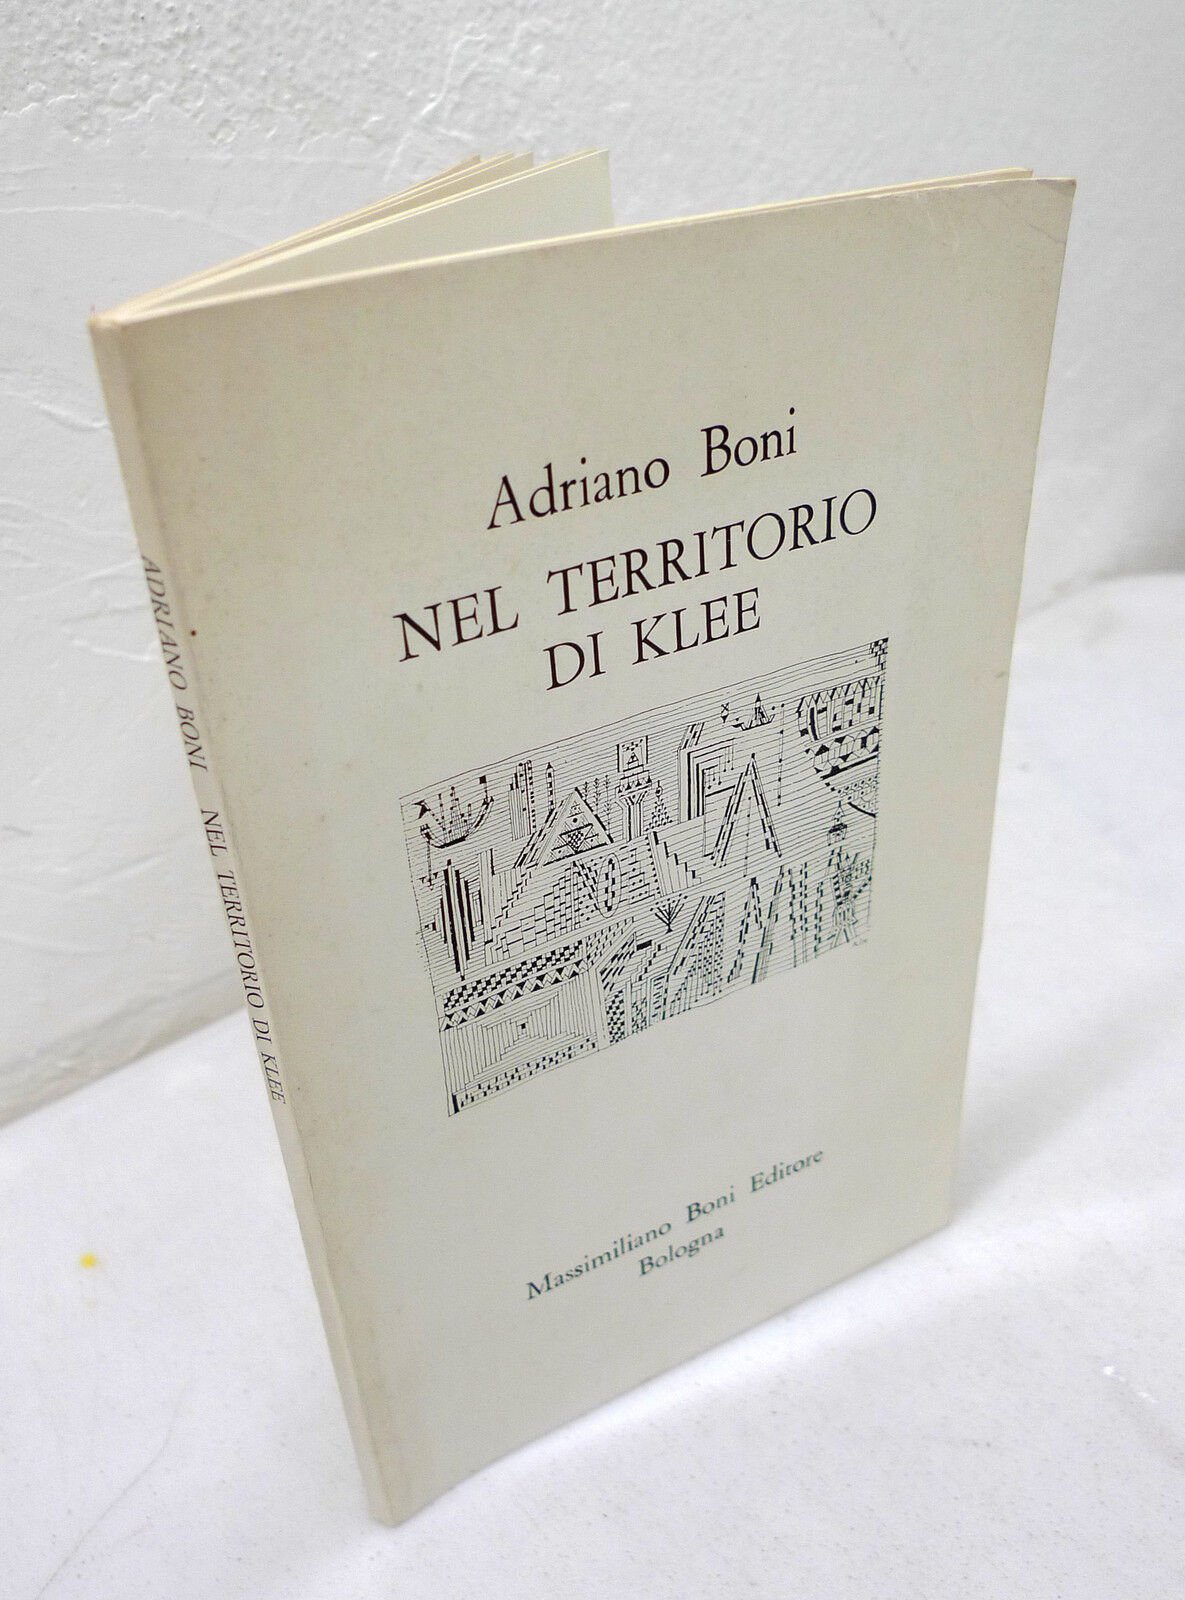 Adriano Boni
NEL TERRITORIO
DI KLEE
Massimiliano Boni Editore
Bologna
ADRIANO BONI NEL TERRITORIO DI KLEE